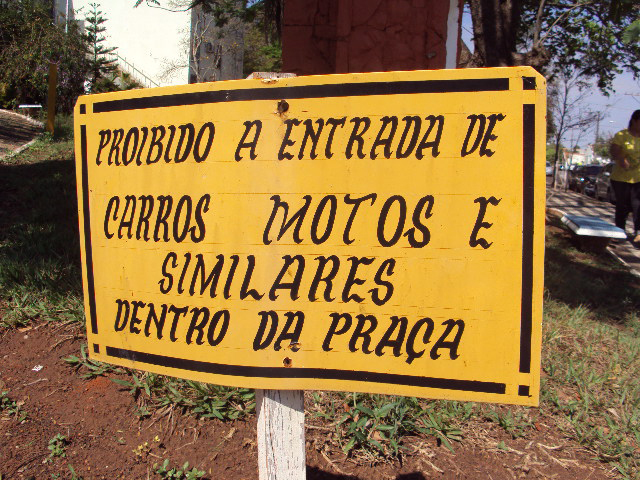 PROIBIDO A ENTRADA DE
CARROS MOTOS E
SIMILARES
DENTRO DA PRAÇA